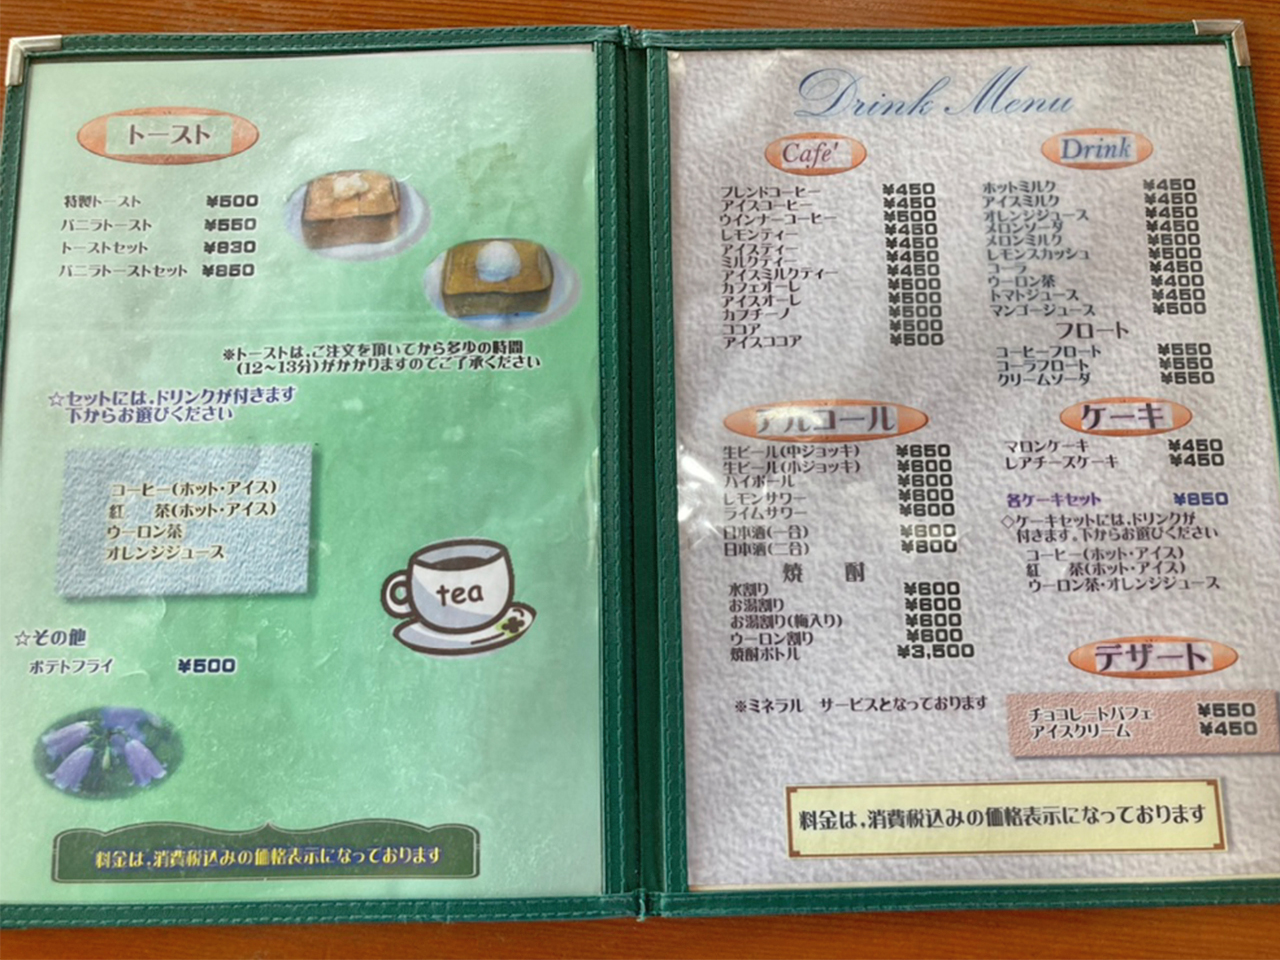 トースト
特製トースト ¥500
バニラトースト ¥550
トーストセット ¥830
バニラトーストセット ¥850
※トーストは、ご注文を頂いてから多少の時間
(12〜13分)がかかりますのでご了承ください
☆セットには、ドリンクが付きます
下からお選びください
コーヒー(ホット・アイス)
紅 茶(ホット・アイス)
ウーロン茶
オレンジジュース
tea
☆その他
ポテトフライ ¥500
料金は、消費税込みの価格表示になっております
Drink Menu
Cafe'
ブレンドコーヒー ¥450
アイスコーヒー ¥450
ウインナーコーヒー ¥500
レモンティー ¥450
アイスティー ¥450
ミルクティー ¥450
アイスミルクティー ¥450
カフェオーレ ¥500
アイスオーレ ¥500
カプチーノ ¥500
ココア ¥500
アイスココア ¥500
Drink
ホットミルク ¥450
アイスミルク ¥450
オレンジジュース ¥450
メロンソーダ ¥450
メロンミルク ¥500
レモンスカッシュ ¥500
コーラ ¥450
ウーロン茶 ¥400
トマトジュース ¥450
マンゴージュース ¥500
フロート
コーヒーフロート ¥550
コーラフロート ¥550
クリームソーダ ¥550
アルコール
生ビール(中ジョッキ) ¥650
生ビール(小ジョッキ) ¥600
ハイボール ¥600
レモンサワー ¥600
ライムサワー ¥600
日本酒(一合) ¥600
日本酒(二合) ¥800
焼 酎
水割り ¥600
お湯割り ¥600
お湯割り(梅入り) ¥600
ウーロン割り ¥600
焼酎ボトル ¥3,500
※ミネラル サービスとなっております
ケーキ
マロンケーキ ¥450
レアチーズケーキ ¥450
各ケーキセット ¥850
◇ケーキセットには、ドリンクが
付きます。下からお選びください
コーヒー(ホット・アイス)
紅 茶(ホット・アイス)
ウーロン茶・オレンジジュース
デザート
チョコレートパフェ ¥550
アイスクリーム ¥450
料金は、消費税込みの価格表示になっております